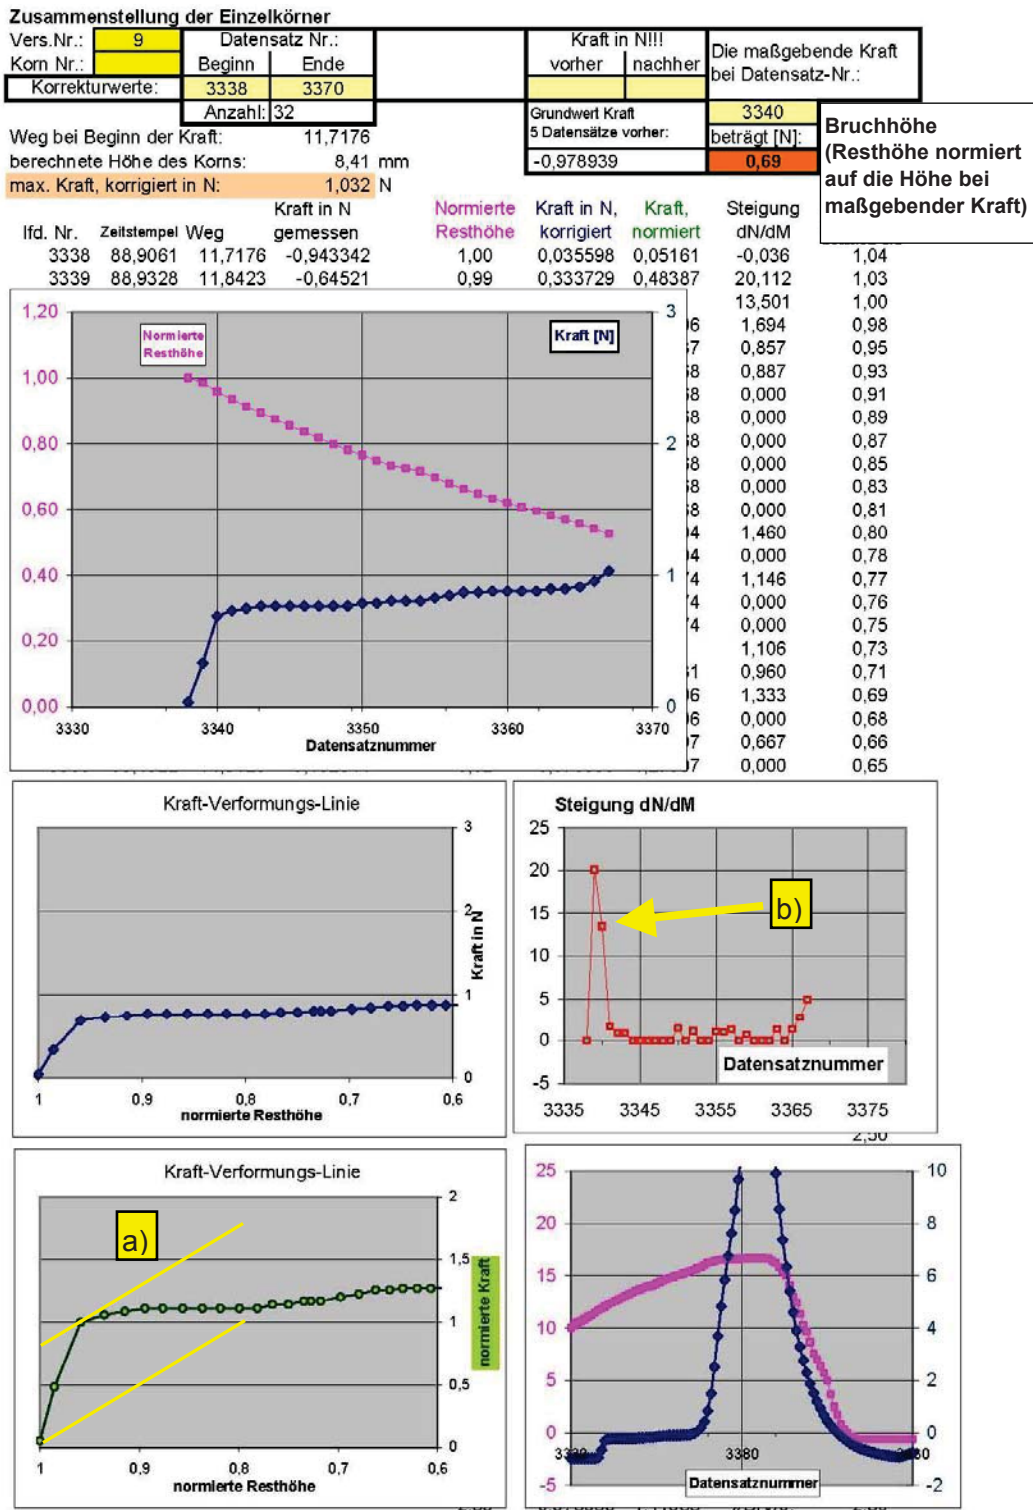 Zusammenstellung der Einzelkörner
Vers.Nr.: 9 Datensatz Nr.: Kraft in N!!! Die maßgebende Kraft
Korn Nr.: Beginn Ende vorher nachher bei Datensatz-Nr.:
Korrekturwerte: 3338 3370
Anzahl: 32 Grundwert Kraft 3340
Weg bei Beginn der Kraft: 11,7176 5 Datensätze vorher: beträgt [N]:
berechnete Höhe des Korns: 8,41 mm -0,978939 0,69
max. Kraft, korrigiert in N: 1,032 N
Bruchhöhe
(Resthöhe normiert
auf die Höhe bei
maßgebender Kraft)
Kraft in N Normierte Kraft in N, Kraft, Steigung
lfd. Nr. Zeitstempel Weg gemessen Resthöhe korrigiert normiert dN/dM
3338 88,9061 11,7176 -0,943342 1,00 0,035598 0,05161 -0,036 1,04
3339 88,9328 11,8423 -0,64521 0,99 0,333729 0,48387 20,112 1,03
13,501 1,00
1,694 0,98
0,857 0,95
0,887 0,93
0,000 0,91
0,000 0,89
0,000 0,87
0,000 0,85
0,000 0,83
0,000 0,81
1,460 0,80
0,000 0,78
1,146 0,77
0,000 0,76
0,000 0,75
1,106 0,73
0,960 0,71
1,333 0,69
0,000 0,68
0,667 0,66
0,000 0,65
1,20 3
Normierte
Resthöhe
Kraft [N]
1,00
0,80 2
0,60
0,40 1
0,20
0,00 0
3330 3340 3350 3360 3370
Datensatznummer
Kraft-Verformungs-Linie
3
2
1
0
Kraft in N
1 0,9 0,8 0,7 0,6
normierte Resthöhe
Steigung dN/dM
25
20
15
10
5
0
-5
b)
Datensatznummer
3335 3345 3355 3365 3375
2,50
Kraft-Verformungs-Linie
2
1,5
1
0,5
0
a)
normierte Kraft
1 0,9 0,8 0,7 0,6
normierte Resthöhe
25 10
20 8
15 6
10 4
5 2
0 0
-5 -2
3380
Datensatznummer